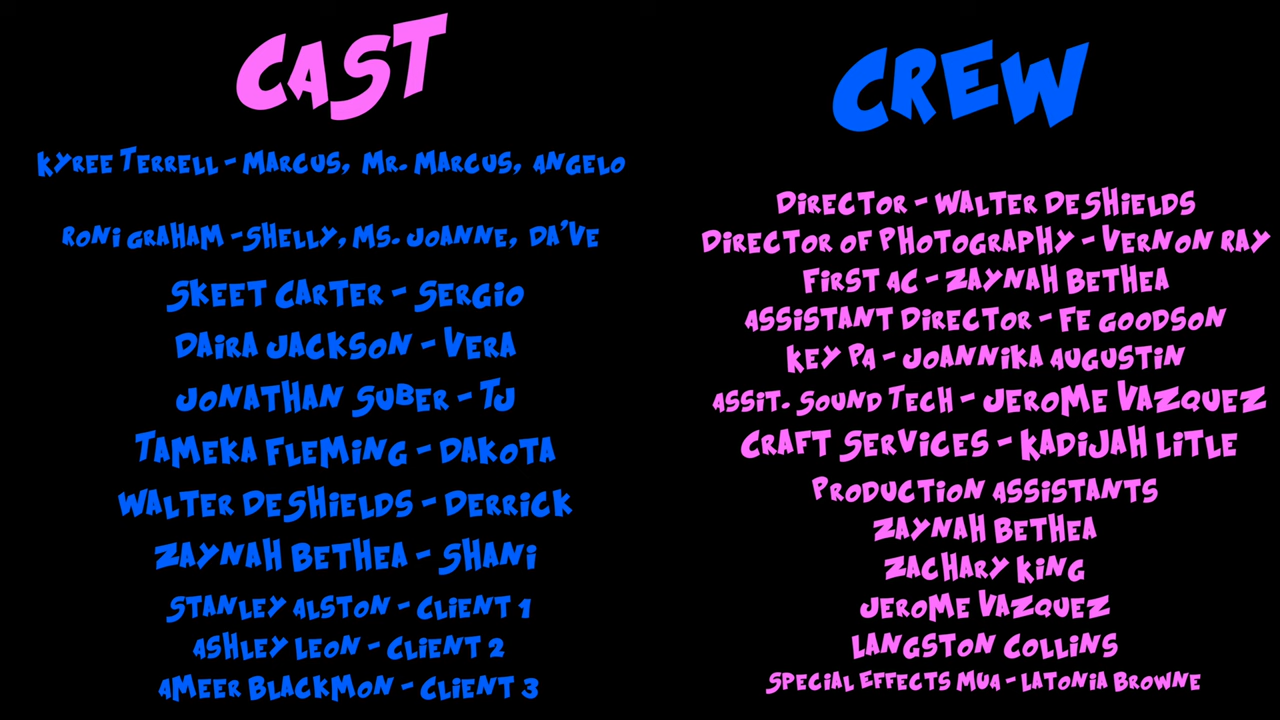 CAST
KYREE TERRELL - MARCUS, MR. MARCUS, ANGELO
RONI GRAHAM -SHELLY, MS. JOANNE, DA'VE
SKEET CARTER - SERGIO
DAIRA JACKSON - VERA
JONATHAN SUBER - TJ
TAMEKA FLEMING - DAKOTA
WALTER DESHIELDS - DERRICK
ZAYNAH BETHEA - SHANI
STANLEY ALSTON - CLIENT 1
ASHLEY LEON - CLIENT 2
AMEER BLACKMON - CLIENT 3
CREW
DIRECTOR - WALTER DESHIELDS
DIRECTOR OF PHOTOGRAPHY - VERNON RAY
FIRST AC - ZAYNAH BETHEA
ASSISTANT DIRECTOR - FE GOODSON
KEY PA - JOANNIKA AUGUSTIN
ASSIT. SOUND TECH - JEROME VAZQUEZ
CRAFT SERVICES - KADIJAH LITLE
PRODUCTION ASSISTANTS
ZAYNAH BETHEA
ZACHARY KING
JEROME VAZQUEZ
LANGSTON COLLINS
SPECIAL EFFECTS MUA - LATONIA BROWNE